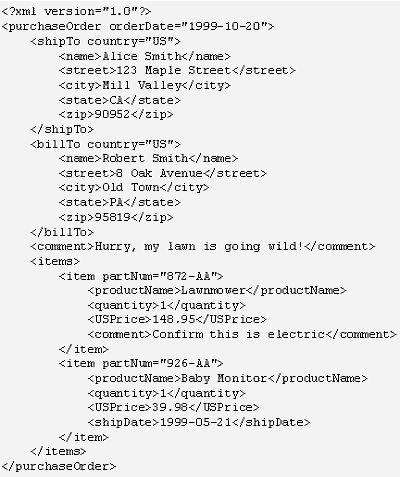 <?xml version="1.0"?>
<purchaseOrder orderDate="1999-10-20">
    <shipTo country="US">
        <name>Alice Smith</name>
        <street>123 Maple Street</street>
        <city>Mill Valley</city>
        <state>CA</state>
        <zip>90952</zip>
    </shipTo>
    <billTo country="US">
        <name>Robert Smith</name>
        <street>8 Oak Avenue</street>
        <city>Old Town</city>
        <state>PA</state>
        <zip>95819</zip>
    </billTo>
    <comment>Hurry, my lawn is going wild!</comment>
    <items>
        <item partNum="872-AA">
            <productName>Lawnmower</productName>
            <quantity>1</quantity>
            <USPrice>148.95</USPrice>
            <comment>Confirm this is electric</comment>
        </item>
        <item partNum="926-AA">
            <productName>Baby Monitor</productName>
            <quantity>1</quantity>
            <USPrice>39.98</USPrice>
            <shipDate>1999-05-21</shipDate>
        </item>
    </items>
</purchaseOrder>